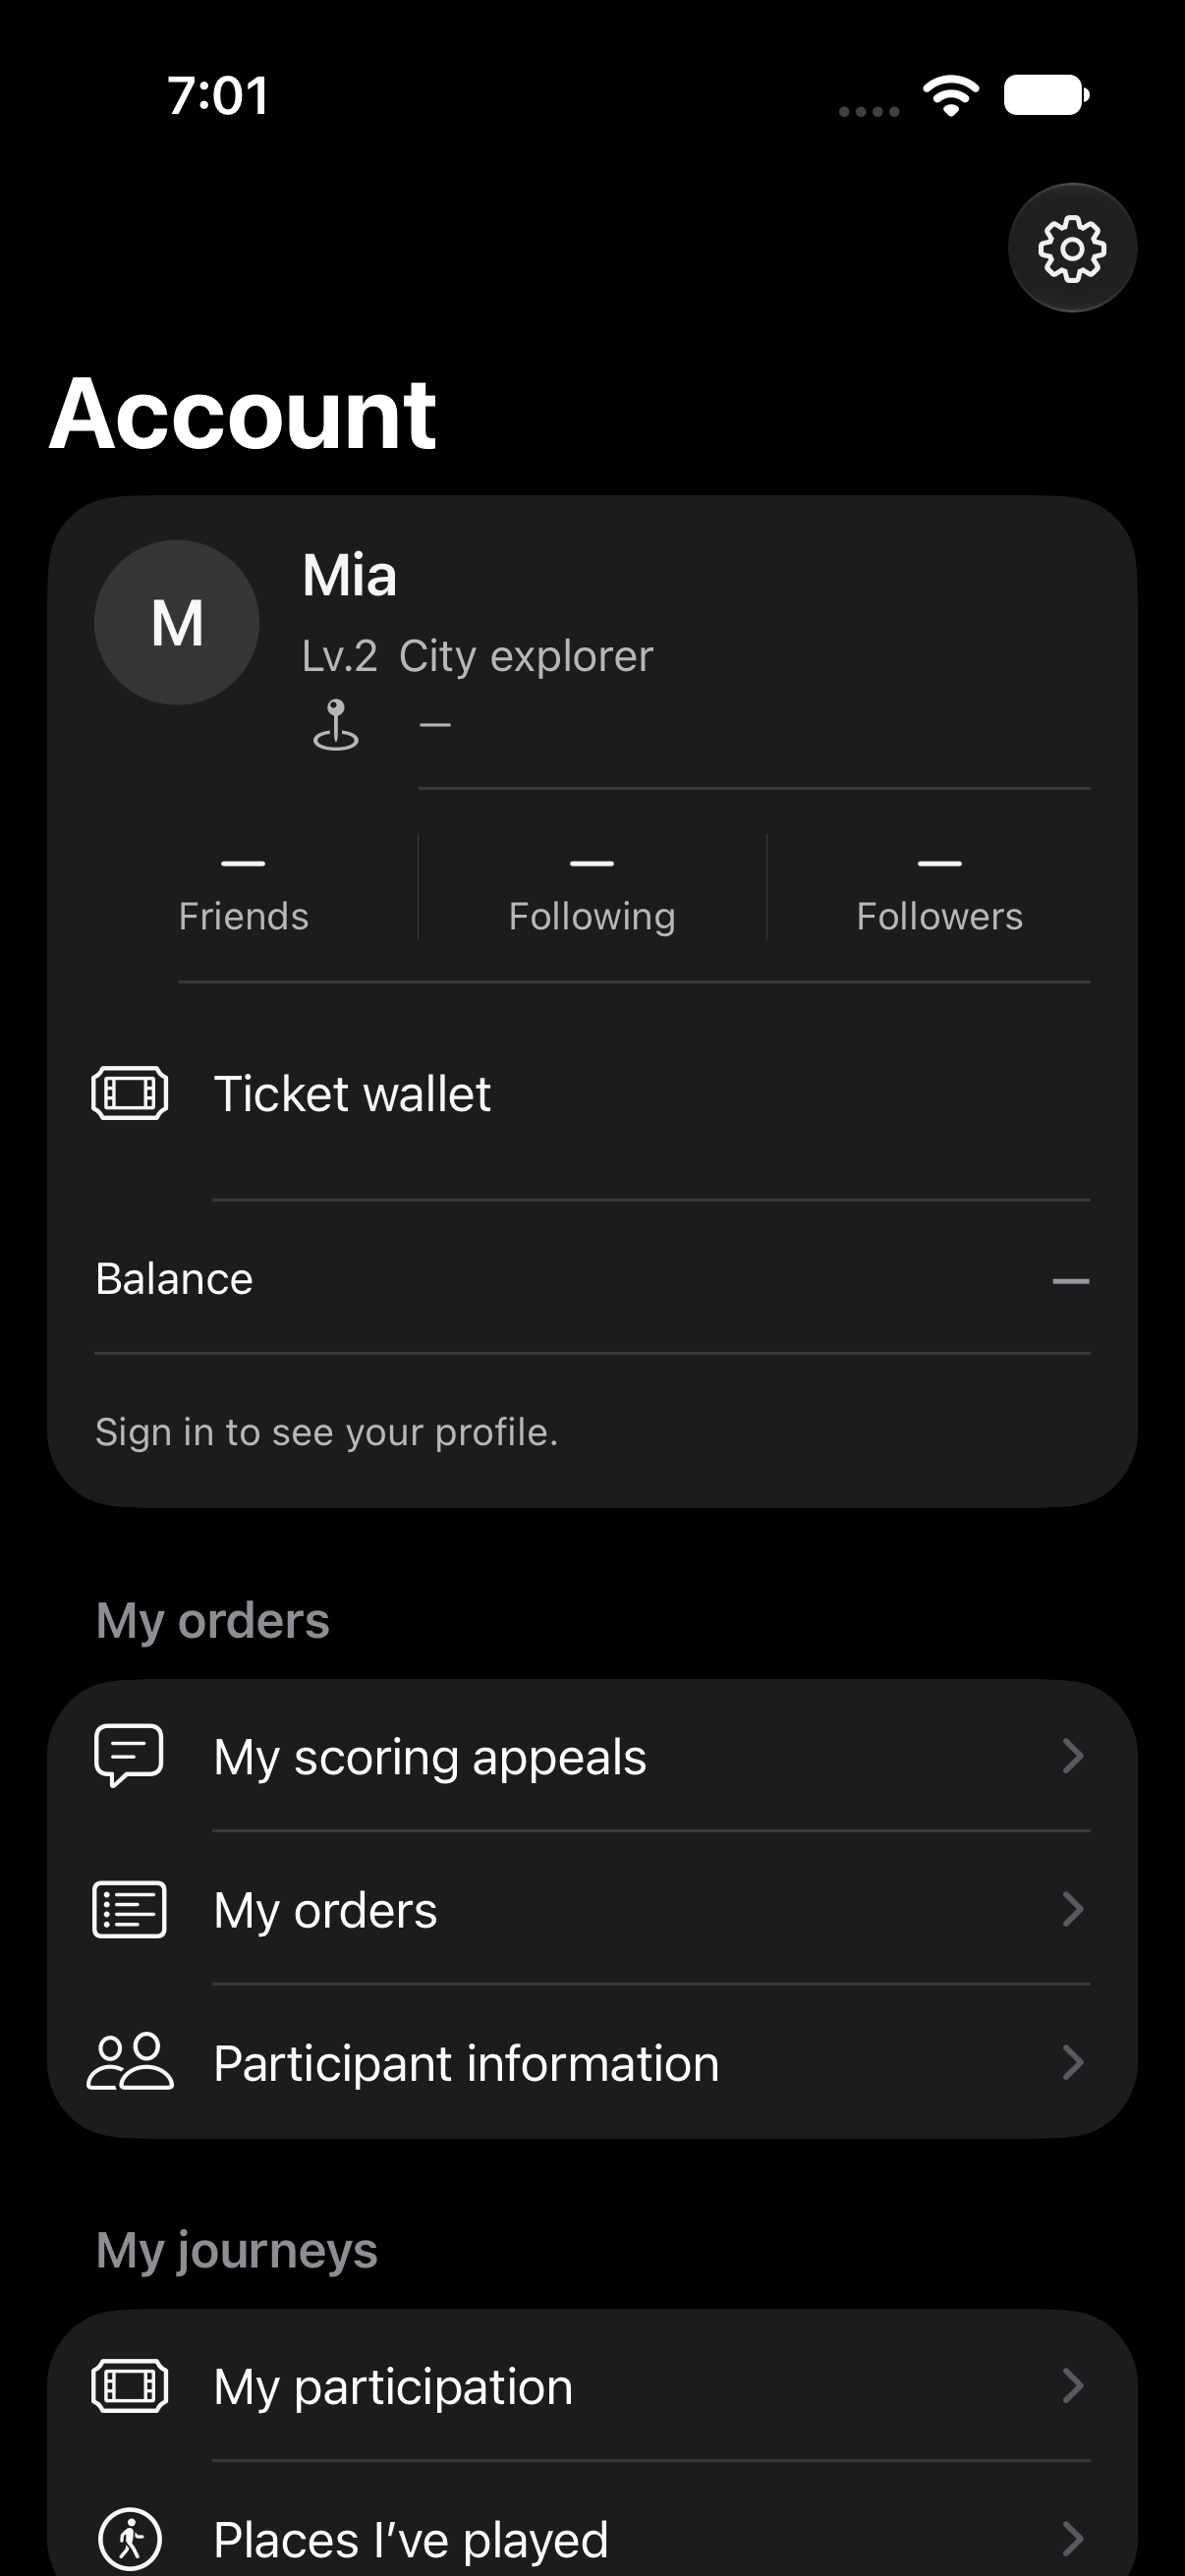 7:01
Account
M
Mia
Lv.2 City explorer
—
— — —
Friends Following Followers
Ticket wallet
Balance —
Sign in to see your profile.
My orders
My scoring appeals
My orders
Participant information
My journeys
My participation
Places I’ve played